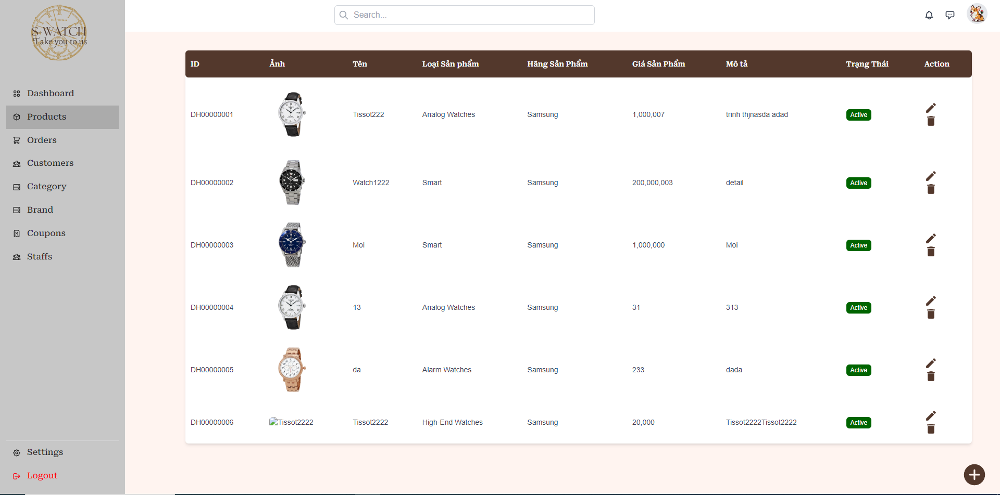 S WATCH
Take you to us
Search...
Dashboard
Products
Orders
Customers
Category
Brand
Coupons
Staffs
Settings
Logout
ID Ảnh Tên Loại Sản phẩm Hãng Sản Phẩm Giá Sản Phẩm Mô tả Trạng Thái Action
DH00000001 Tissot222 Analog Watches Samsung 1,000,007 trinh thjnasda adad Active
DH00000002 Watch1222 Smart Samsung 200,000,003 detail Active
DH00000003 Moi Smart Samsung 1,000,000 Moi Active
DH00000004 13 Analog Watches Samsung 31 313 Active
DH00000005 da Alarm Watches Samsung 233 dada Active
DH00000006 Tissot2222 Tissot2222 High-End Watches Samsung 20,000 Tissot2222Tissot2222 Active